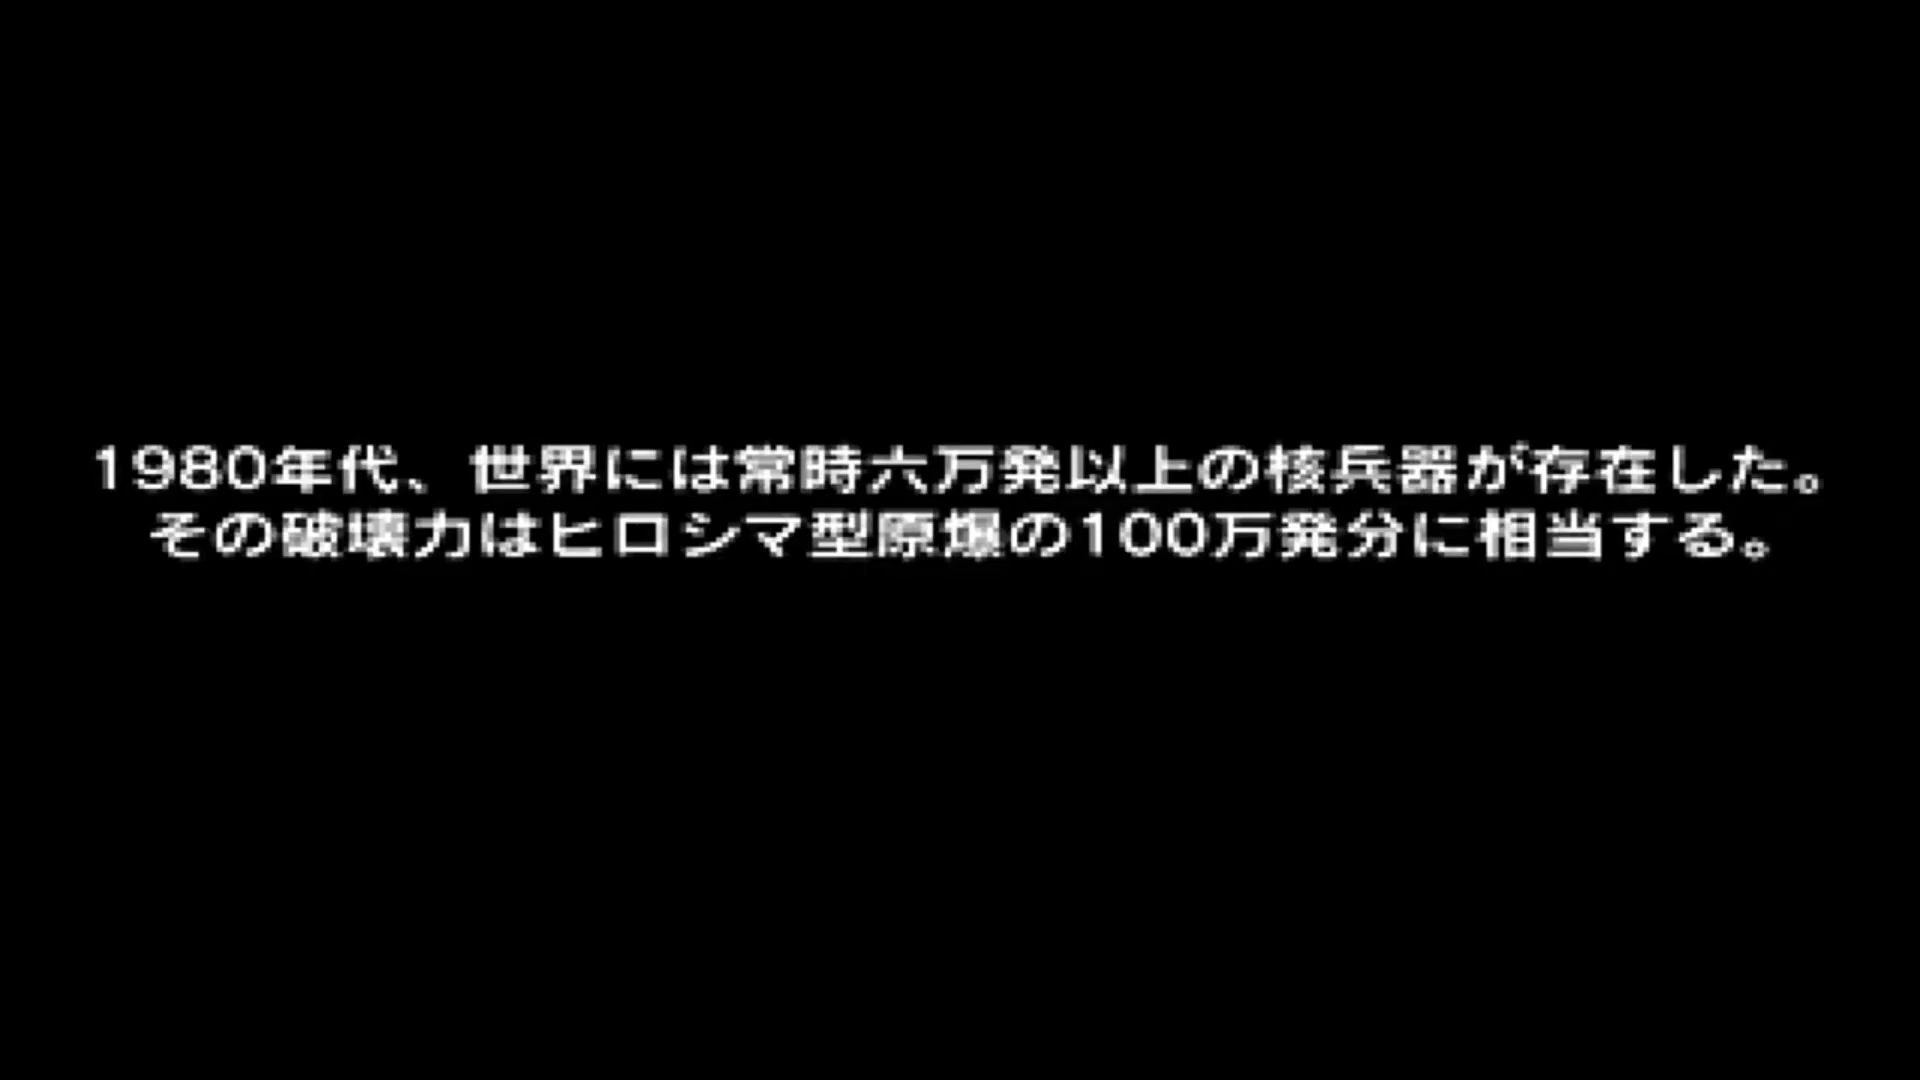 1980年代、世界には常時六万発以上の核兵器が存在した。
その破壊力はヒロシマ型原爆の100万発分に相当する。